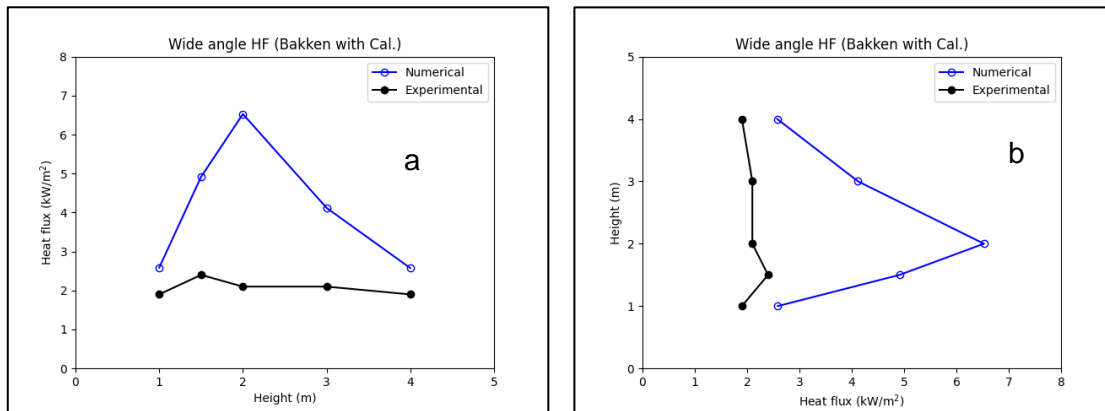 Wide angle HF (Bakken with Cal.)
8
7
6
5
4
3
2
1
0
Heat flux (kW/m²)
Numerical
Experimental
a
0 1 2 3 4 5
Height (m)
Wide angle HF (Bakken with Cal.)
5
4
3
2
1
0
Height (m)
Numerical
Experimental
b
0 1 2 3 4 5 6 7 8
Heat flux (kW/m²)